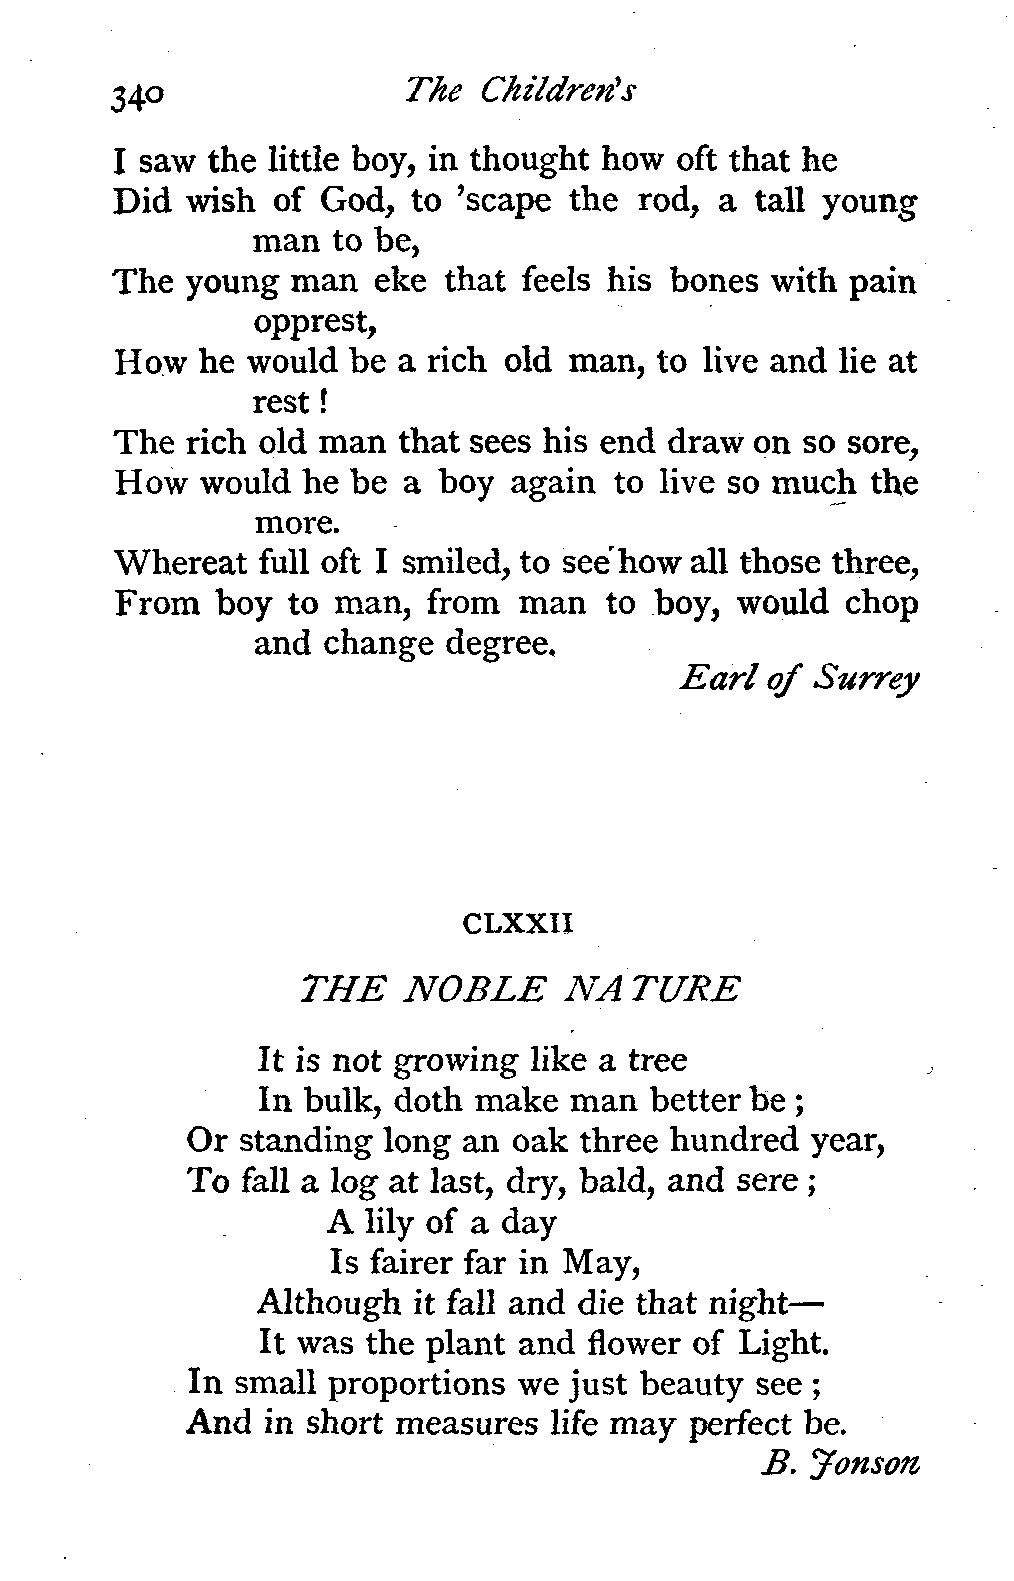 340 The Children's
I saw the little boy, in thought how oft that he
Did wish of God, to 'scape the rod, a tall young
man to be,
The young man eke that feels his bones with pain
opprest,
How he would be a rich old man, to live and lie at
rest !
The rich old man that sees his end draw on so sore,
How would he be a boy again to live so much the
more.
Whereat full oft I smiled, to see how all those three,
From boy to man, from man to boy, would chop
and change degree.
Earl of Surrey
CLXXII
THE NOBLE NATURE
It is not growing like a tree
In bulk, doth make man better be ;
Or standing long an oak three hundred year,
To fall a log at last, dry, bald, and sere ;
A lily of a day
Is fairer far in May,
Although it fall and die that night—
It was the plant and flower of Light.
In small proportions we just beauty see ;
And in short measures life may perfect be.
B. Jonson